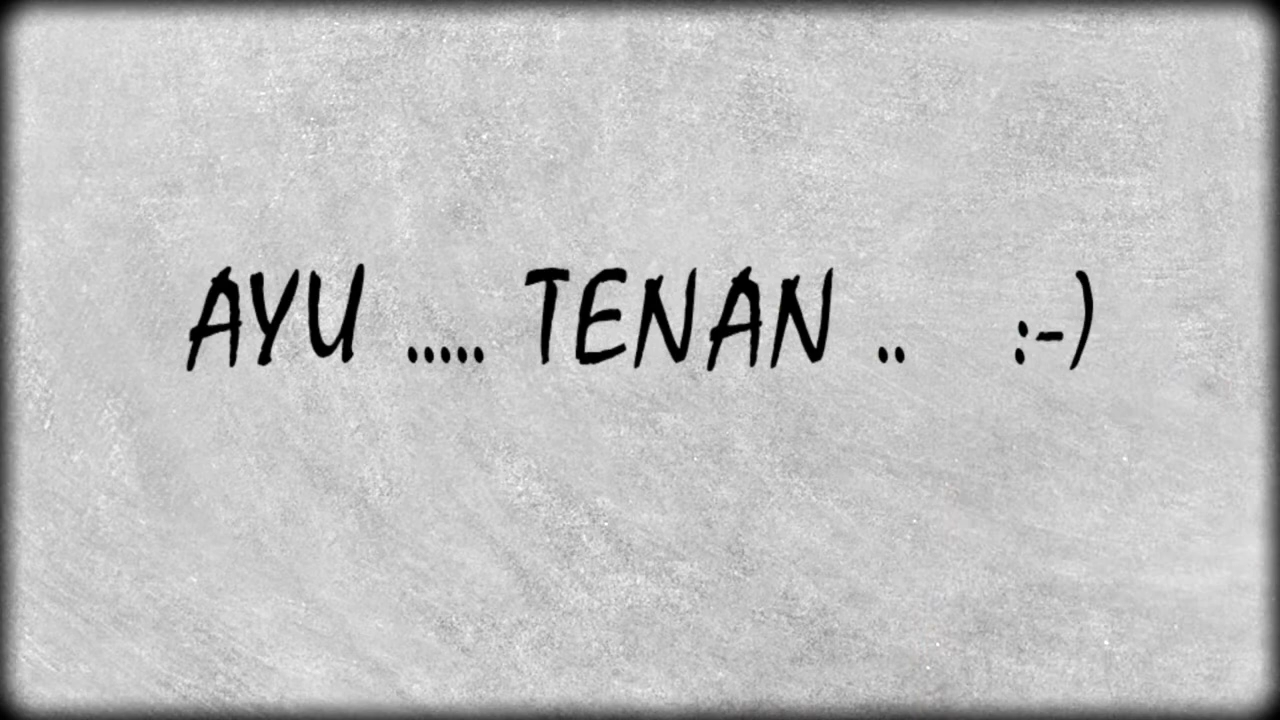 AYU ..... TENAN .. :-)